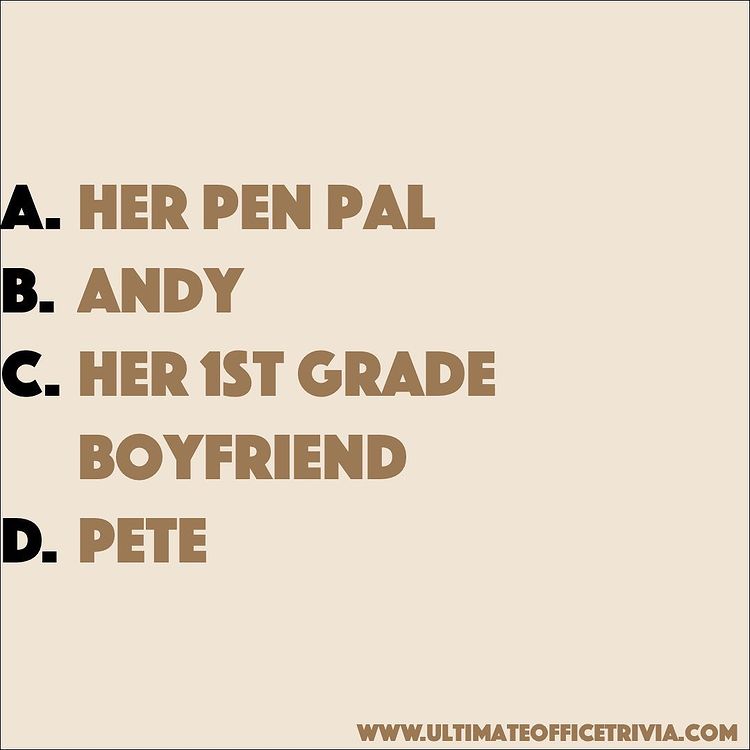 A. HER PEN PAL
B. ANDY
C. HER 1ST GRADE
BOYFRIEND
D. PETE
WWW.ULTIMATEOFFICETRIVIA.COM